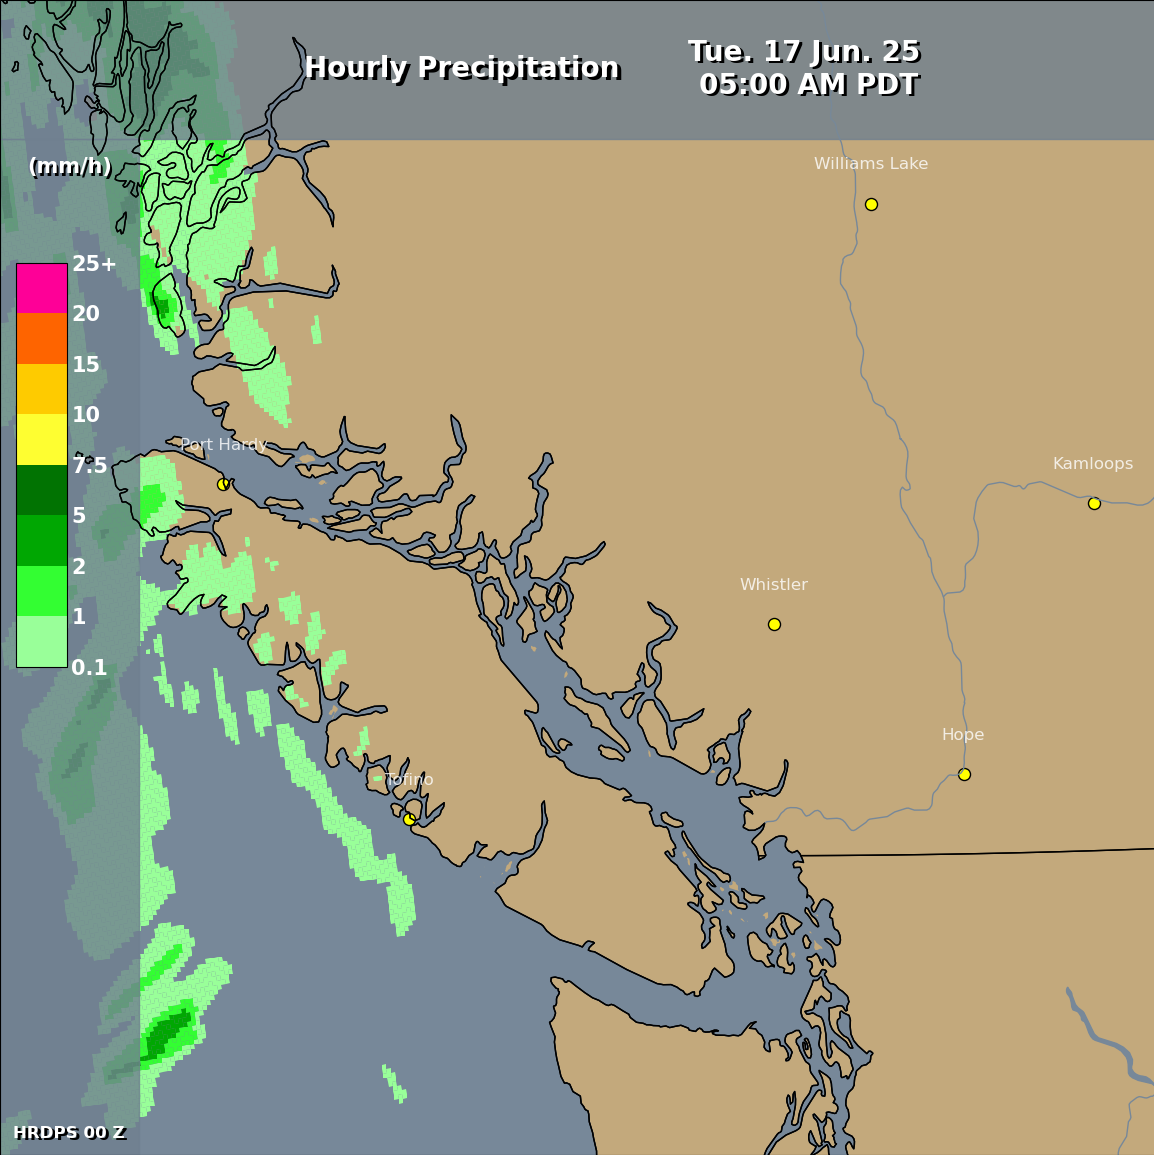 Hourly Precipitation
Tue. 17 Jun. 25
05:00 AM PDT
(mm/h)
Williams Lake
25+
20
15
10
7.5
5
2
1
0.1
Port Hardy
Kamloops
Whistler
Hope
Tofino
HRDPS 00 Z